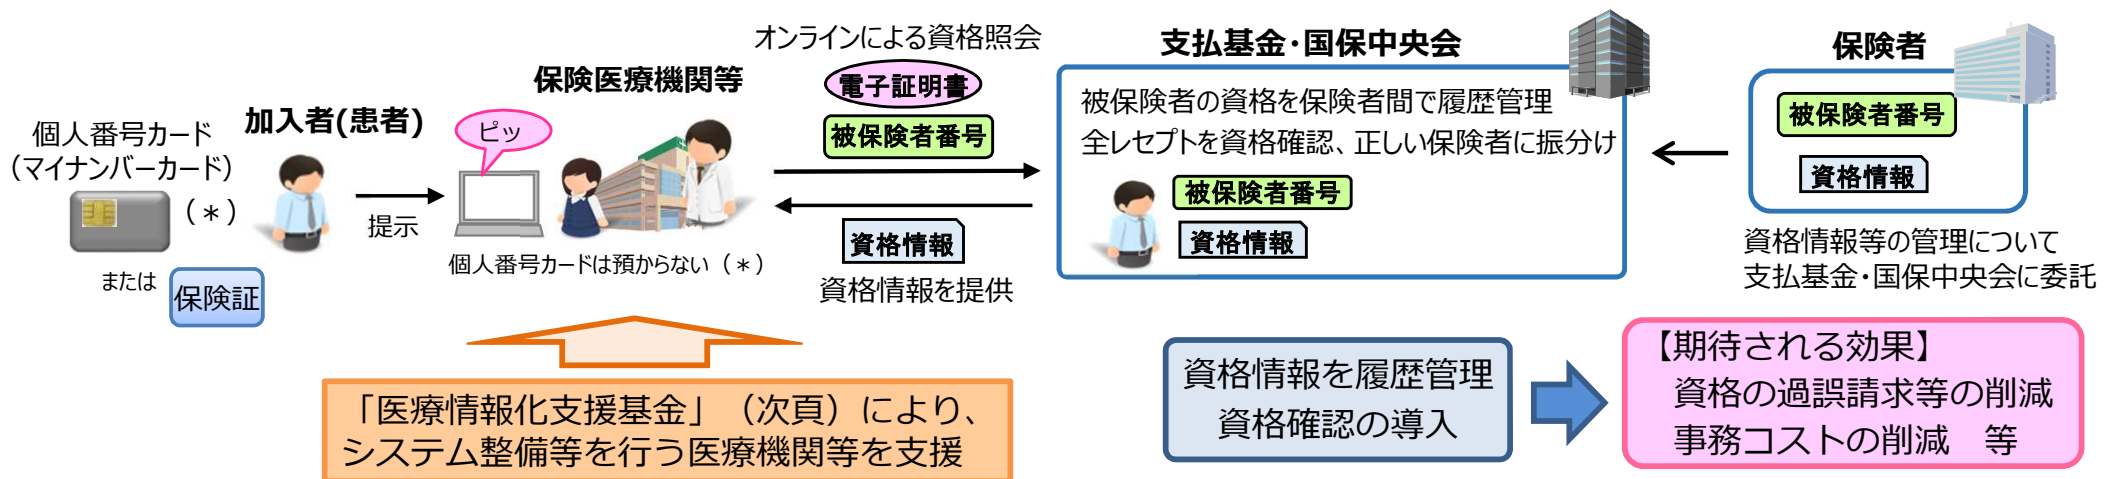 個人番号カード
（マイナンバーカード）
（＊）
または
保険証
加入者(患者)
提示
保険医療機関等
ピッ
個人番号カードは預からない（＊）
オンラインによる資格照会
電子証明書
被保険者番号
資格情報
資格情報を提供
支払基金・国保中央会
被保険者の資格を保険者間で履歴管理
全レセプトを資格確認、正しい保険者に振分け
被保険者番号
資格情報
保険者
被保険者番号
資格情報
資格情報等の管理について
支払基金・国保中央会に委託
「医療情報化支援基金」（次頁）により、
システム整備等を行う医療機関等を支援
資格情報を履歴管理
資格確認の導入
【期待される効果】
資格の過誤請求等の削減
事務コストの削減　等